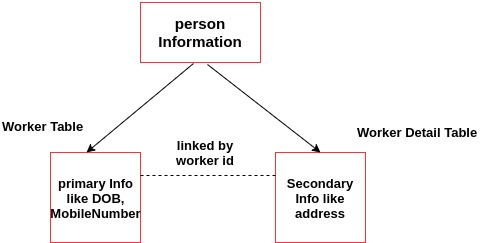 person
Information
Worker Table
Worker Detail Table
linked by
worker id
primary Info
like DOB,
MobileNumber
Secondary
Info like
address